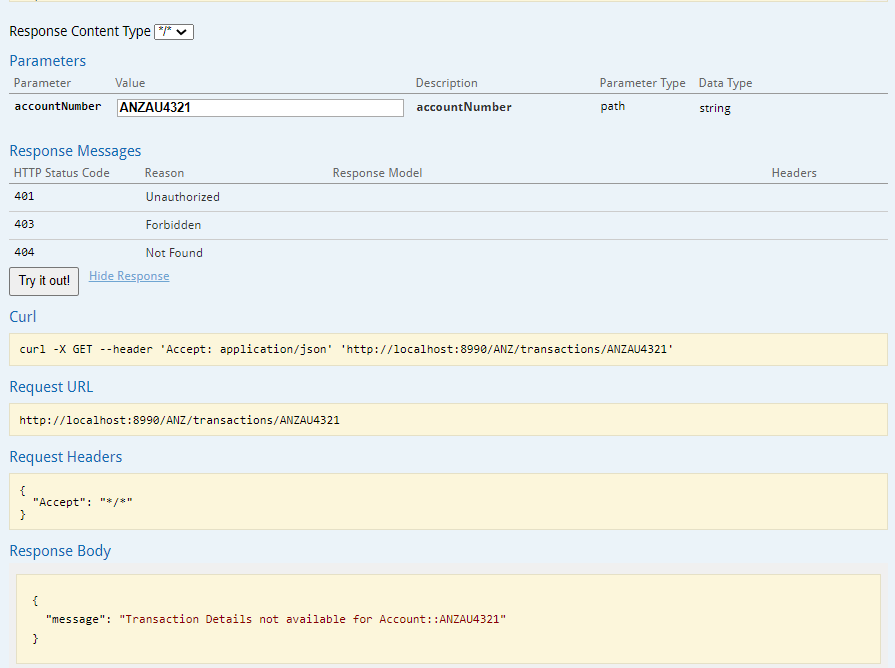 Response Content Type */*
Parameters
Parameter Value Description Parameter Type Data Type
accountNumber ANZAU4321 accountNumber path string
Response Messages
HTTP Status Code Reason Response Model Headers
401 Unauthorized
403 Forbidden
404 Not Found
Try it out! Hide Response
Curl
curl -X GET --header 'Accept: application/json' 'http://localhost:8990/ANZ/transactions/ANZAU4321'
Request URL
http://localhost:8990/ANZ/transactions/ANZAU4321
Request Headers
{
"Accept": "*/*"
}
Response Body
{
"message": "Transaction Details not available for Account::ANZAU4321"
}